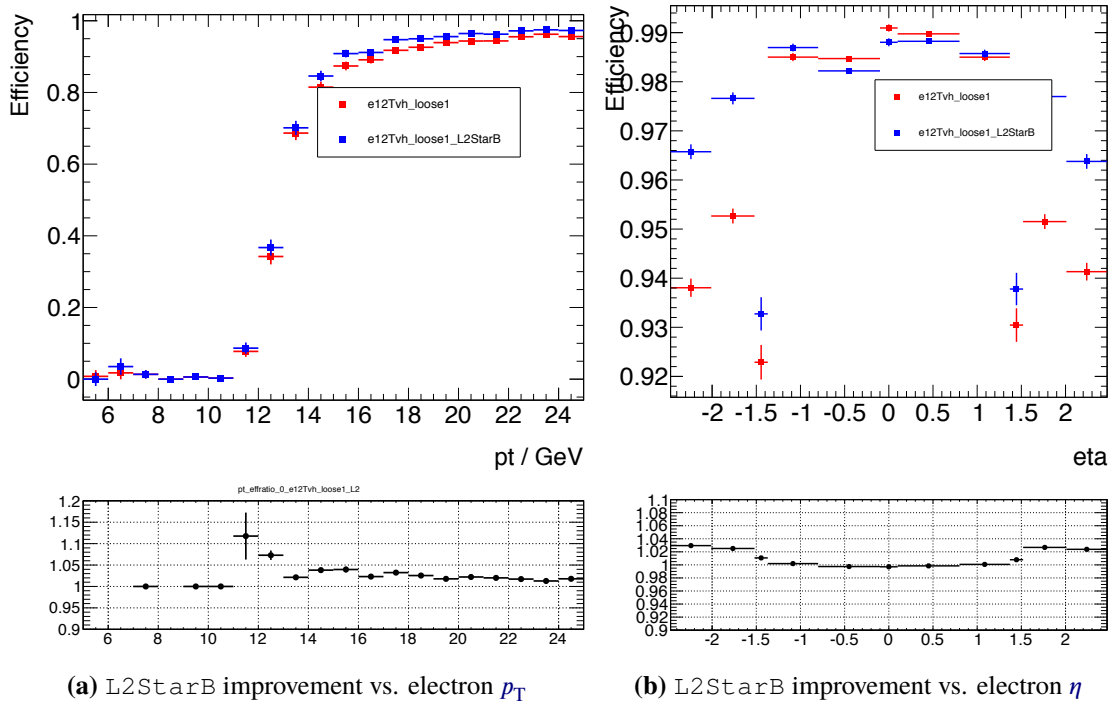 Efficiency
1
0.8
0.6
0.4
0.2
0
e12Tvh_loose1
e12Tvh_loose1_L2StarB
6 8 10 12 14 16 18 20 22 24
pt / GeV
pt_effratio_0_e12Tvh_loose1_L2
1.2
1.15
1.1
1.05
1
0.95
0.9
6 8 10 12 14 16 18 20 22 24
(a) L2StarB improvement vs. electron pT
Efficiency
0.99
0.98
0.97
0.96
0.95
0.94
0.93
0.92
e12Tvh_loose1
e12Tvh_loose1_L2StarB
-2 -1.5 -1 -0.5 0 0.5 1 1.5 2
eta
1.1
1.08
1.06
1.04
1.02
1
0.98
0.96
0.94
0.92
0.9
-2 -1.5 -1 -0.5 0 0.5 1 1.5 2
(b) L2StarB improvement vs. electron η